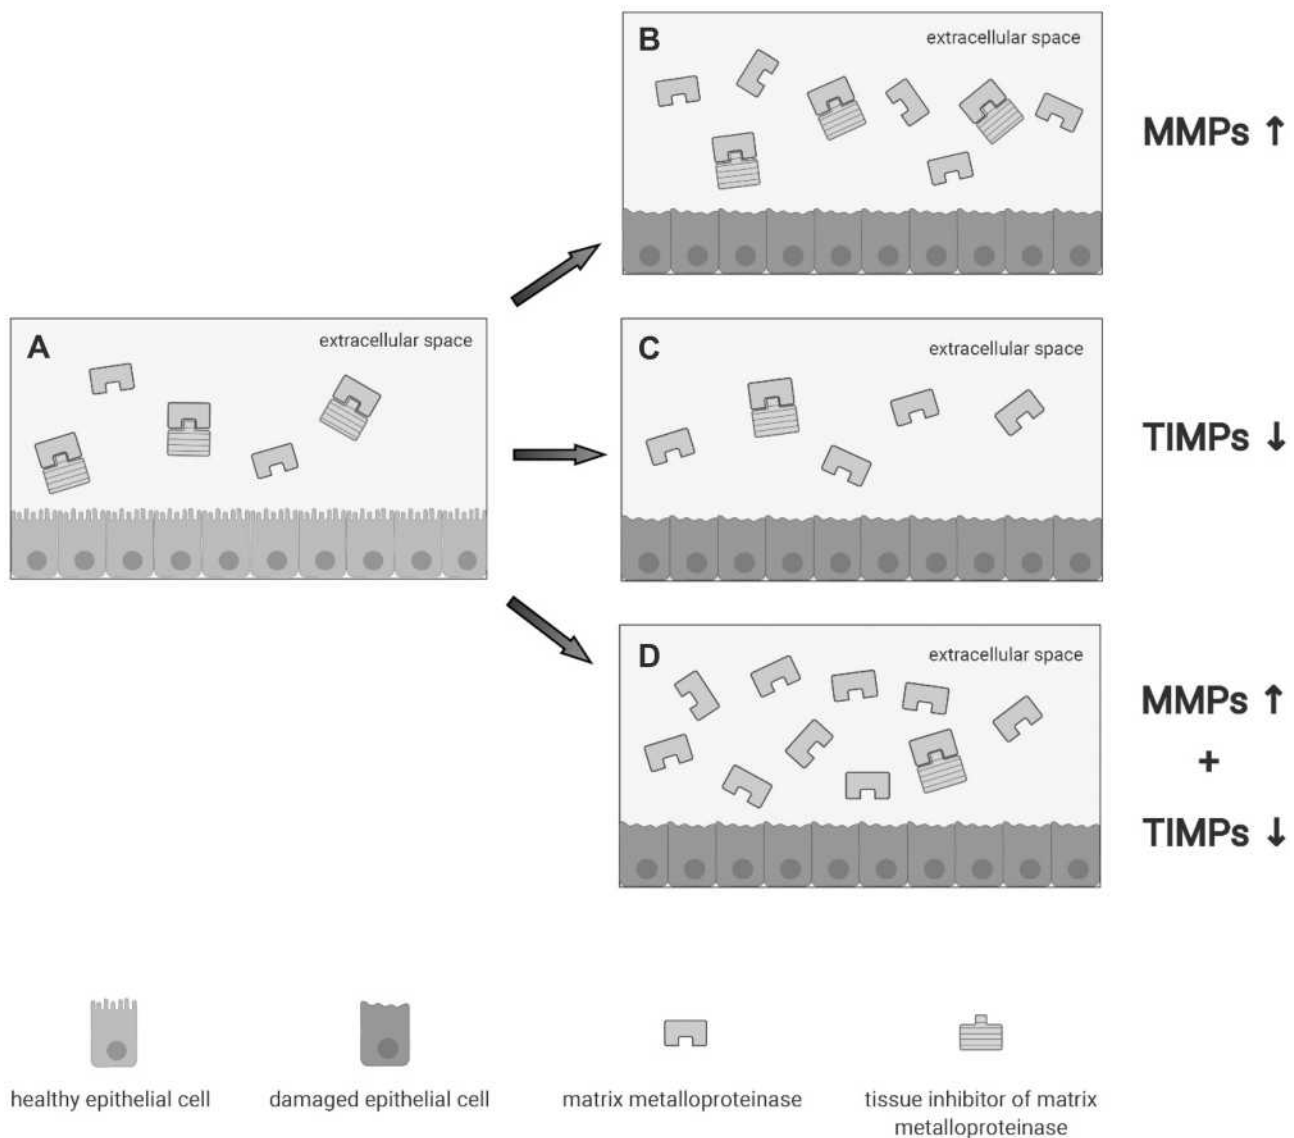 B
extracellular space
MMPs ↑
A
extracellular space
C
extracellular space
TIMPs ↓
D
extracellular space
MMPs ↑
+
TIMPs ↓
healthy epithelial cell
damaged epithelial cell
matrix metalloproteinase
tissue inhibitor of matrix
metalloproteinase